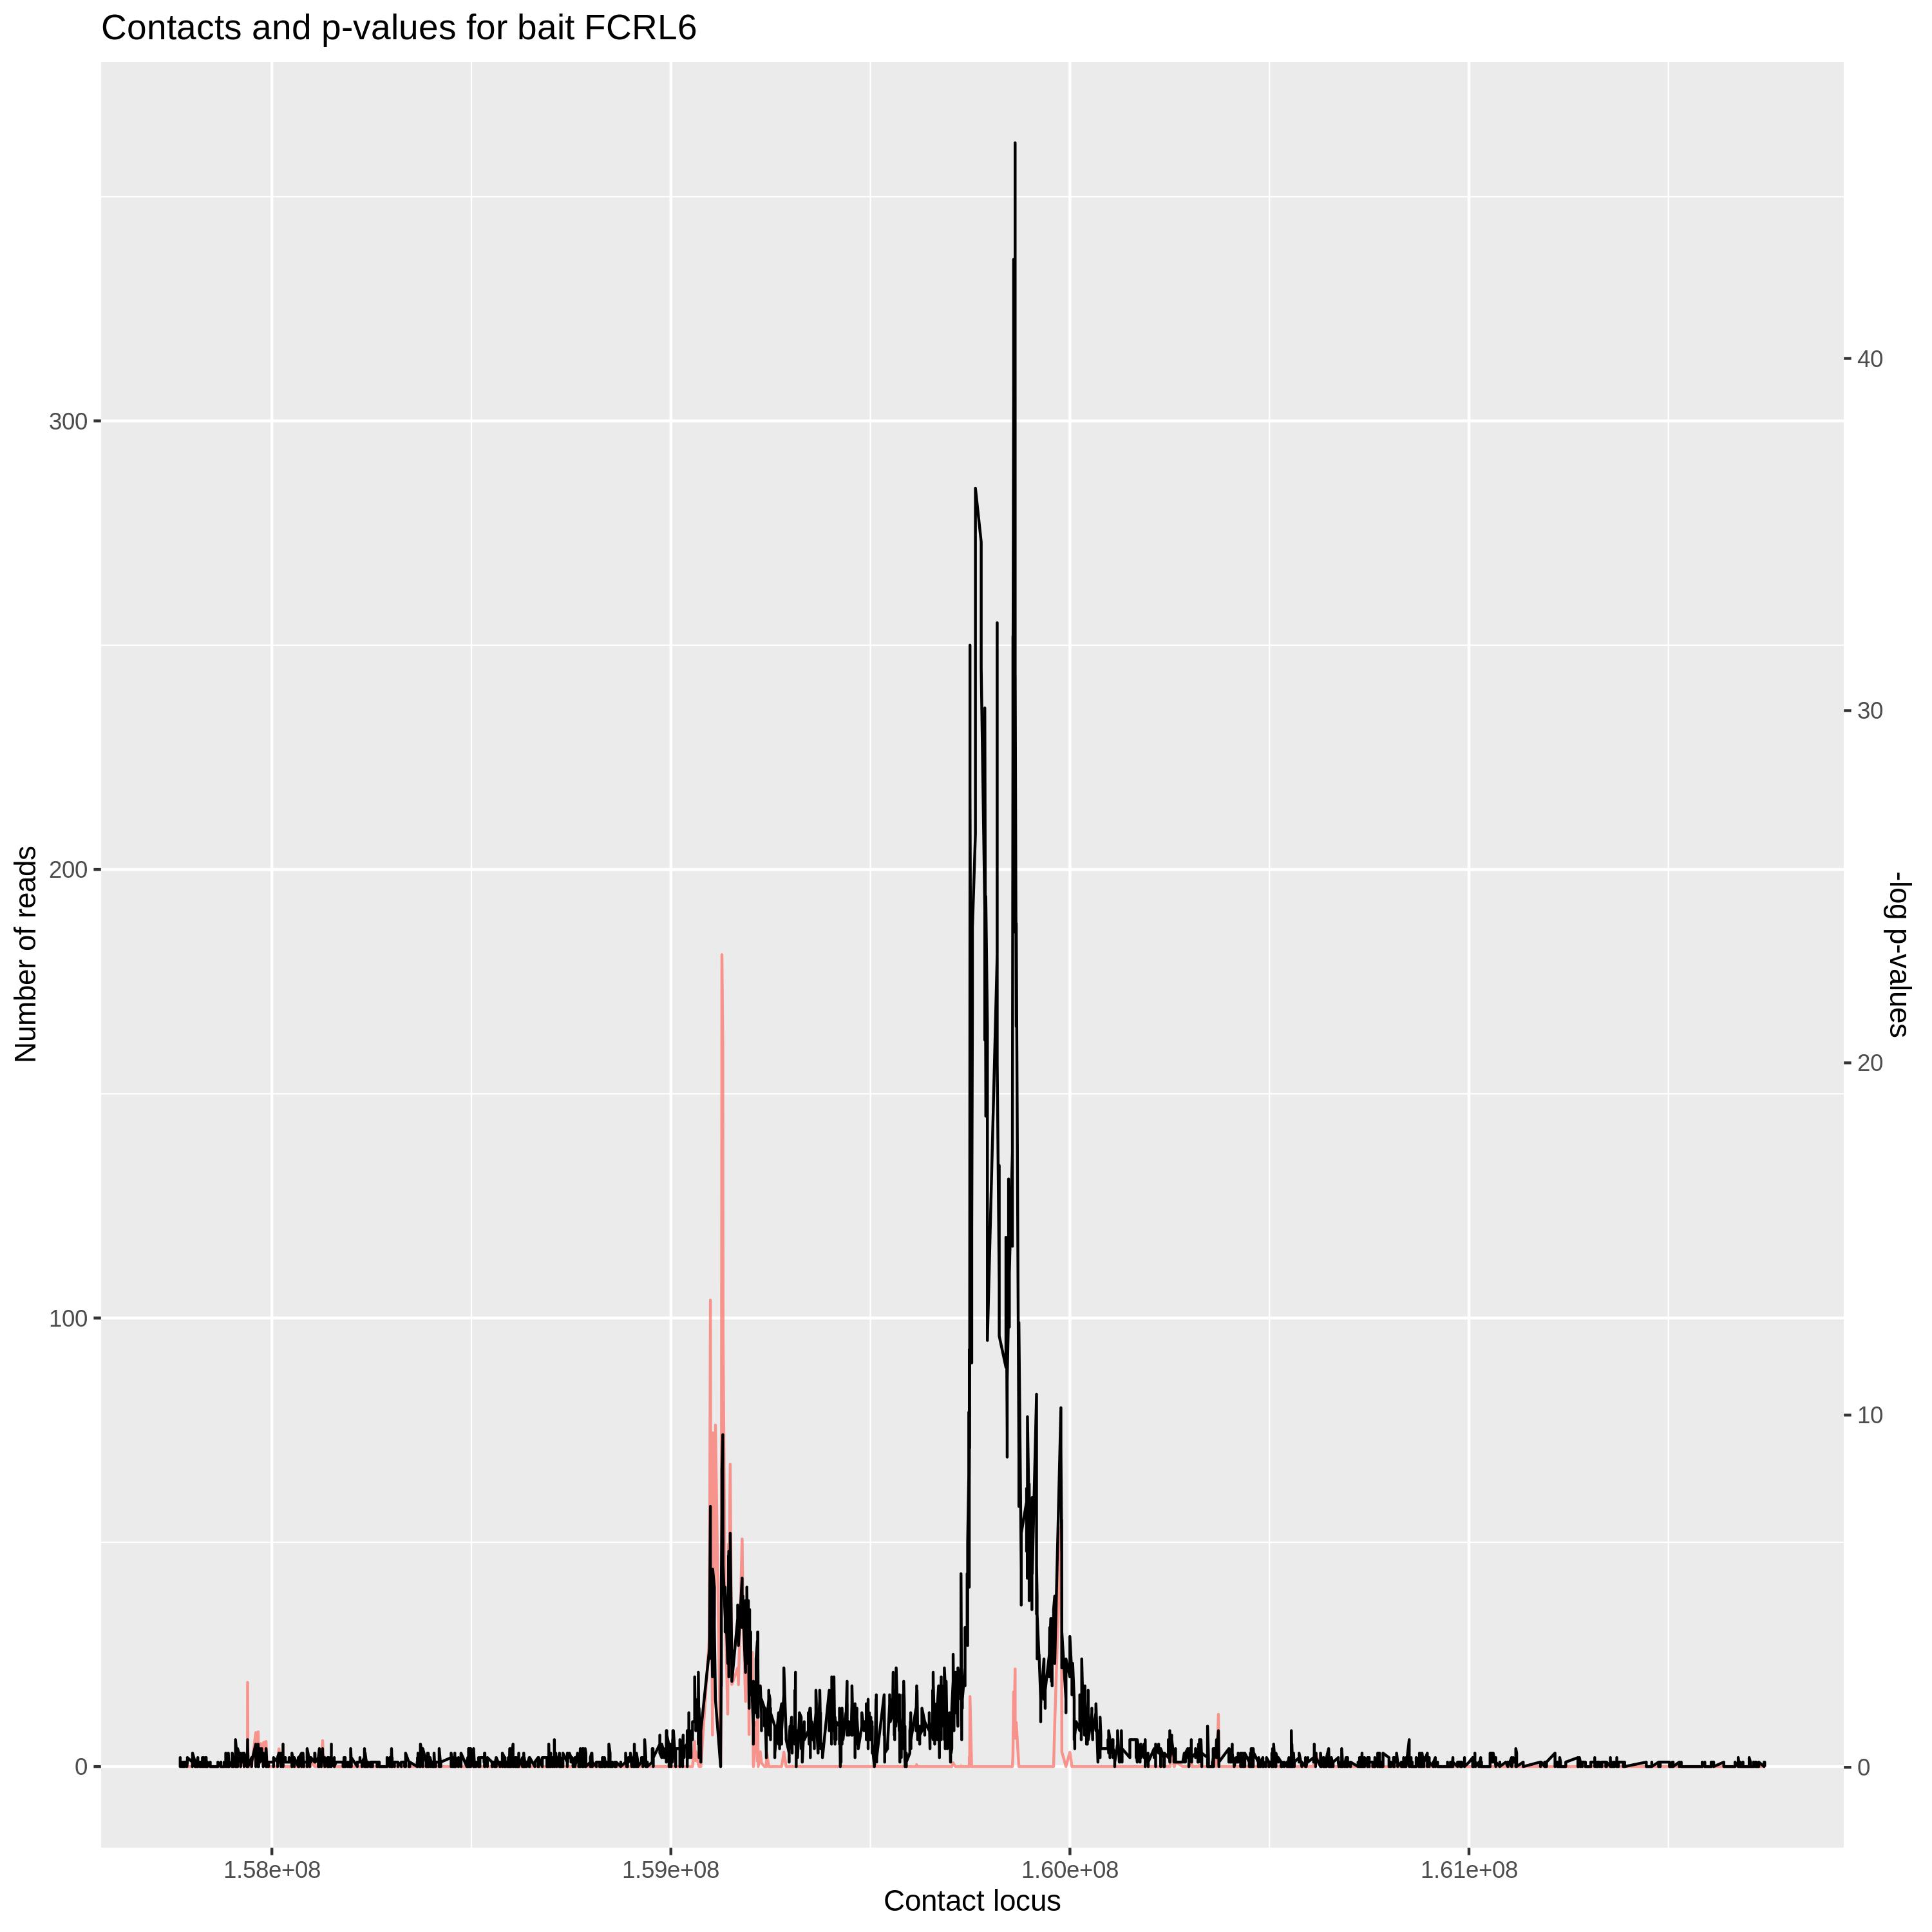 Contacts and p-values for bait FCRL6
300
200
100
0
Number of reads
40
30
20
10
0
-log p-values
1.58e+08
1.59e+08
1.60e+08
1.61e+08
Contact locus